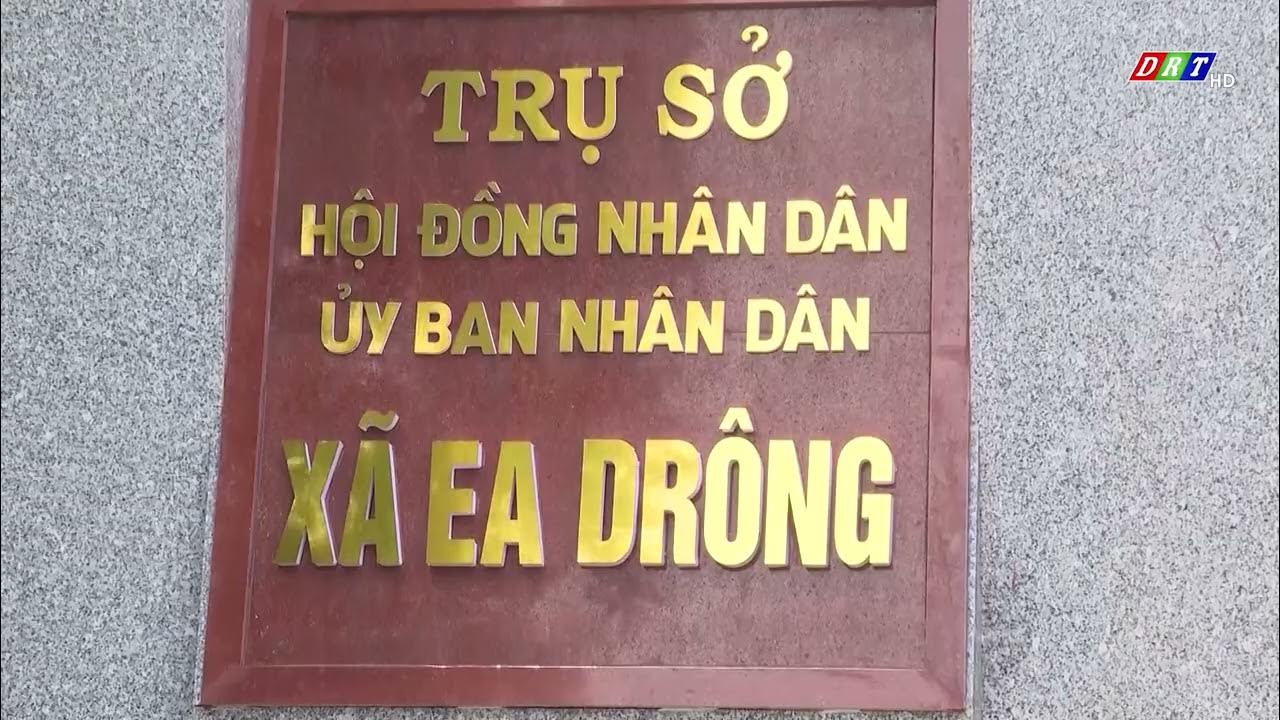 DRT HD
TRỤ SỞ
HỘI ĐỒNG NHÂN DÂN
ỦY BAN NHÂN DÂN
XÃ EA DRÔNG